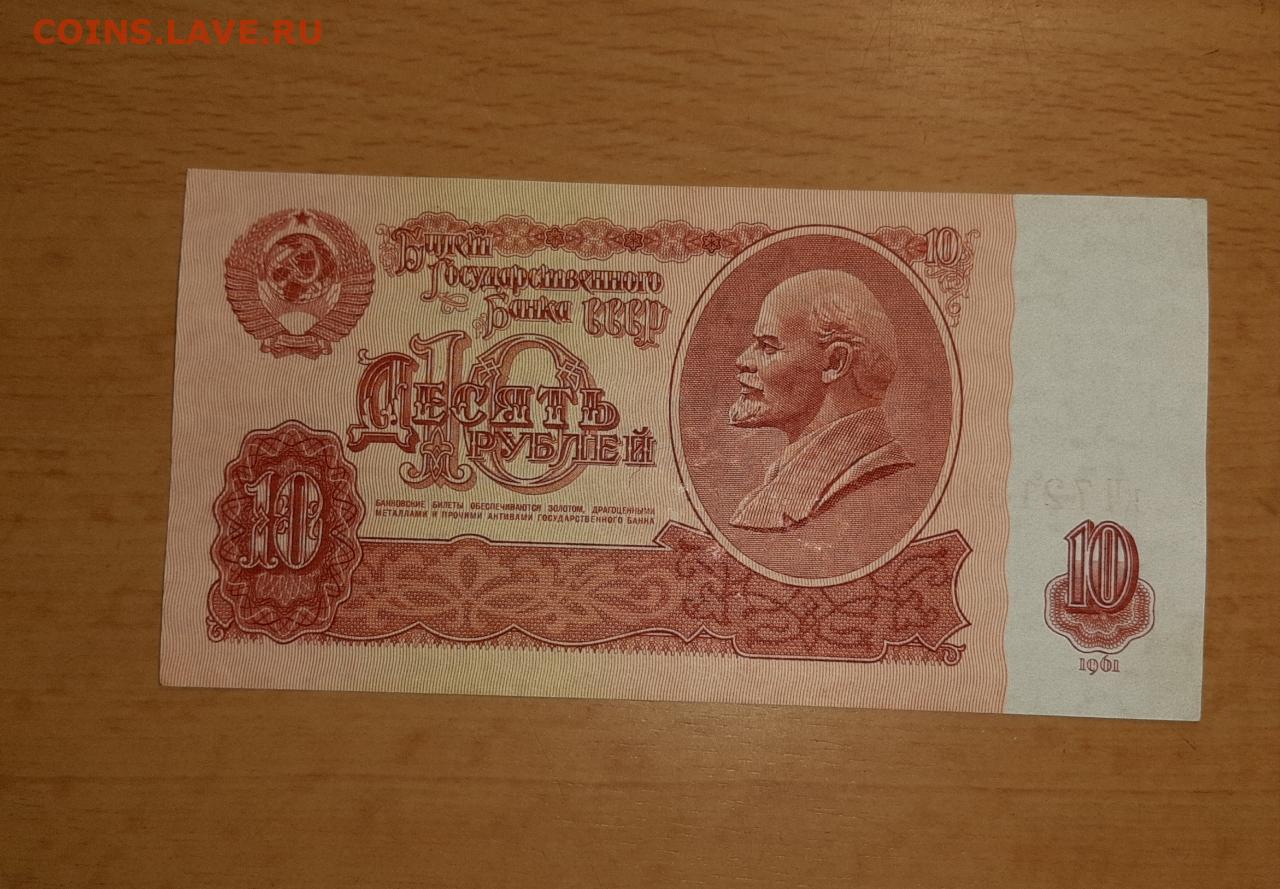 COINS.LAVE.RU
Билет
Государственного
Банка СССР
10
10
Десять
рублей
БАНКОВСКИЕ БИЛЕТЫ ОБЕСПЕЧИВАЮТСЯ ЗОЛОТОМ, ДРАГОЦЕННЫМИ
МЕТАЛЛАМИ И ПРОЧИМИ АКТИВАМИ ГОСУДАРСТВЕННОГО БАНКА
10
10
1961